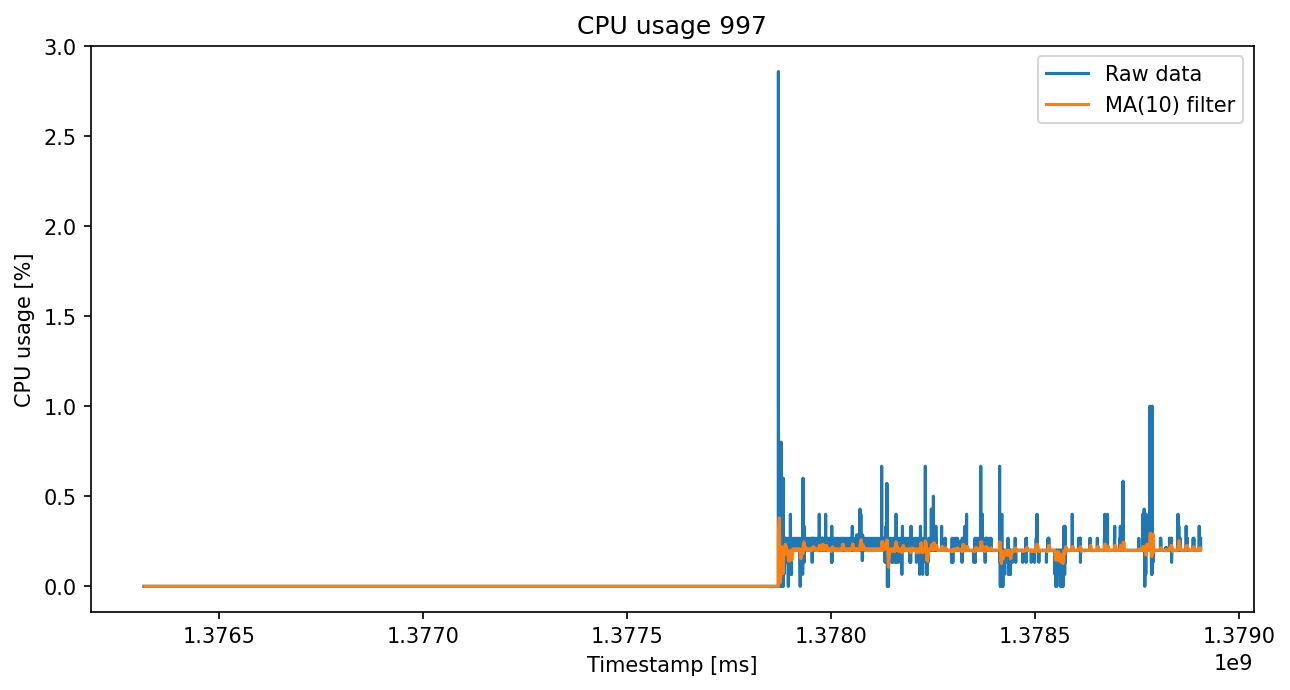 CPU usage 997
3.0
2.5
2.0
1.5
1.0
0.5
0.0
CPU usage [%]
Raw data
MA(10) filter
1.3765 1.3770 1.3775 1.3780 1.3785 1.3790
1e9
Timestamp [ms]